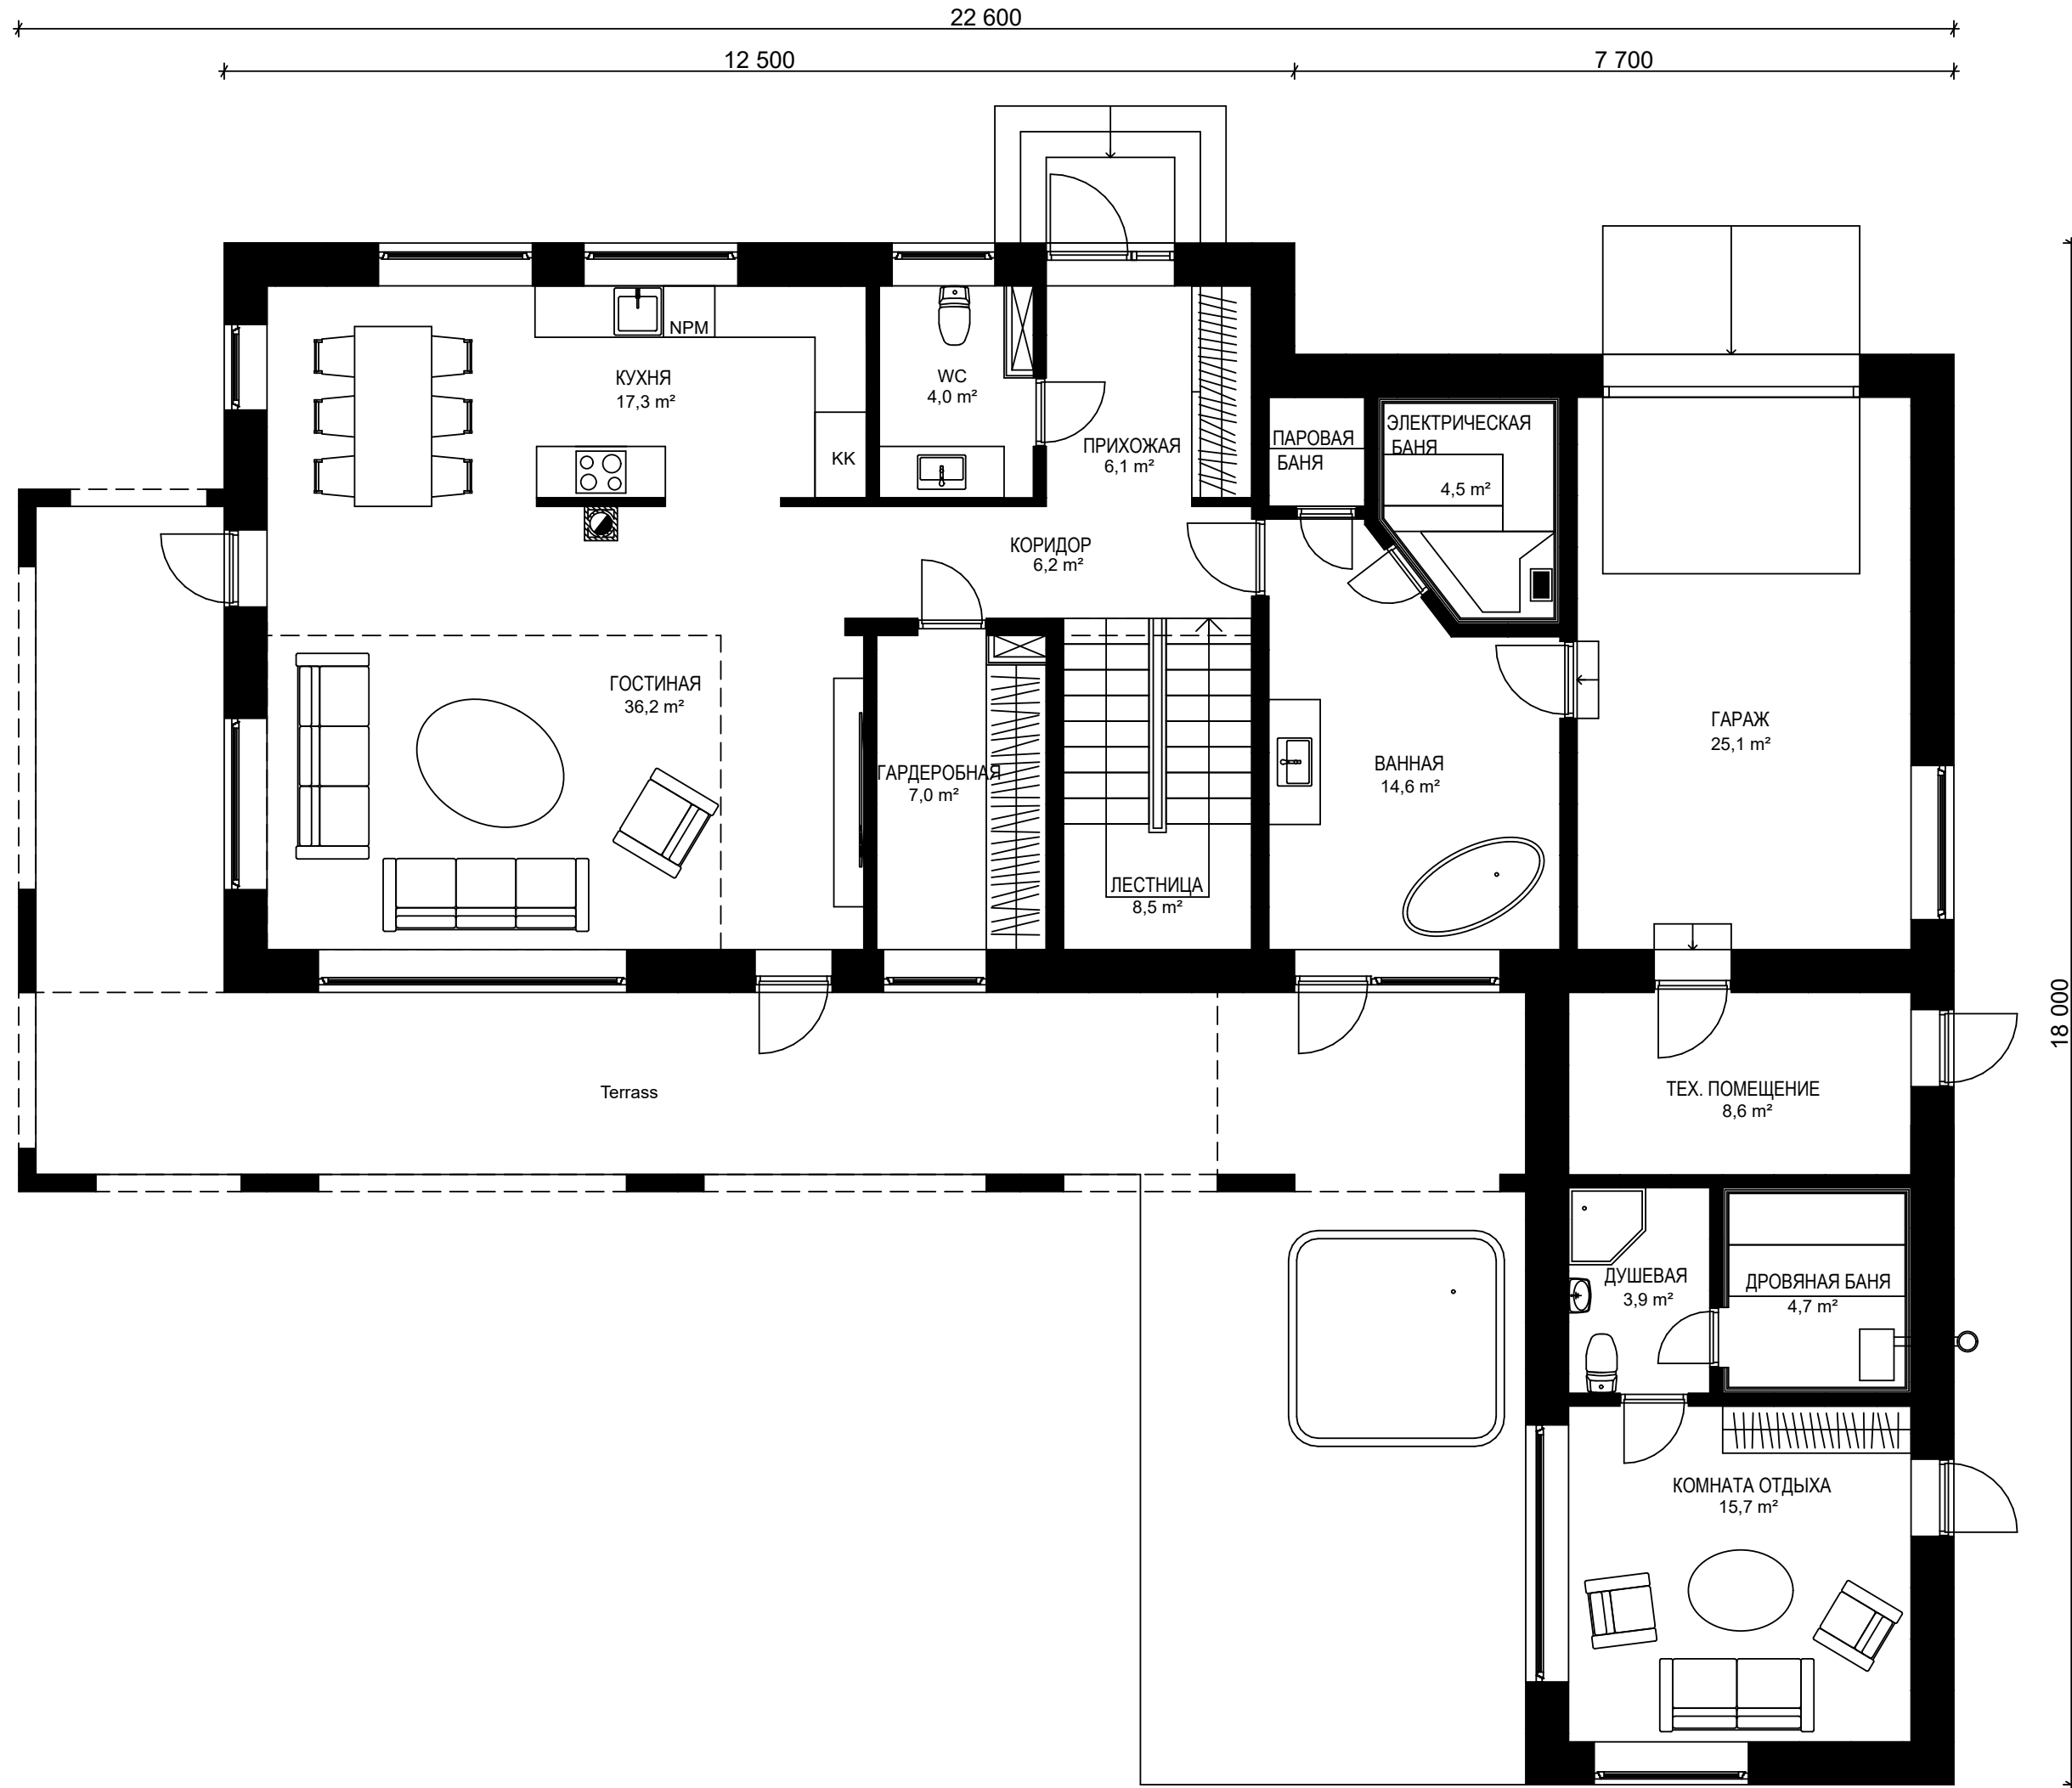 22 600
12 500
7 700
NPM
КУХНЯ
17,3 m²
WC
4,0 m²
KK
ПРИХОЖАЯ
6,1 m²
ПАРОВАЯ
БАНЯ
ЭЛЕКТРИЧЕСКАЯ
БАНЯ
4,5 m²
КОРИДОР
6,2 m²
ГОСТИНАЯ
36,2 m²
ГАРДЕРОБНАЯ
7,0 m²
ЛЕСТНИЦА
8,5 m²
ВАННАЯ
14,6 m²
ГАРАЖ
25,1 m²
18 000
Terrass
ТЕХ. ПОМЕЩЕНИЕ
8,6 m²
ДУШЕВАЯ
3,9 m²
ДРОВЯНАЯ БАНЯ
4,7 m²
КОМНАТА ОТДЫХА
15,7 m²